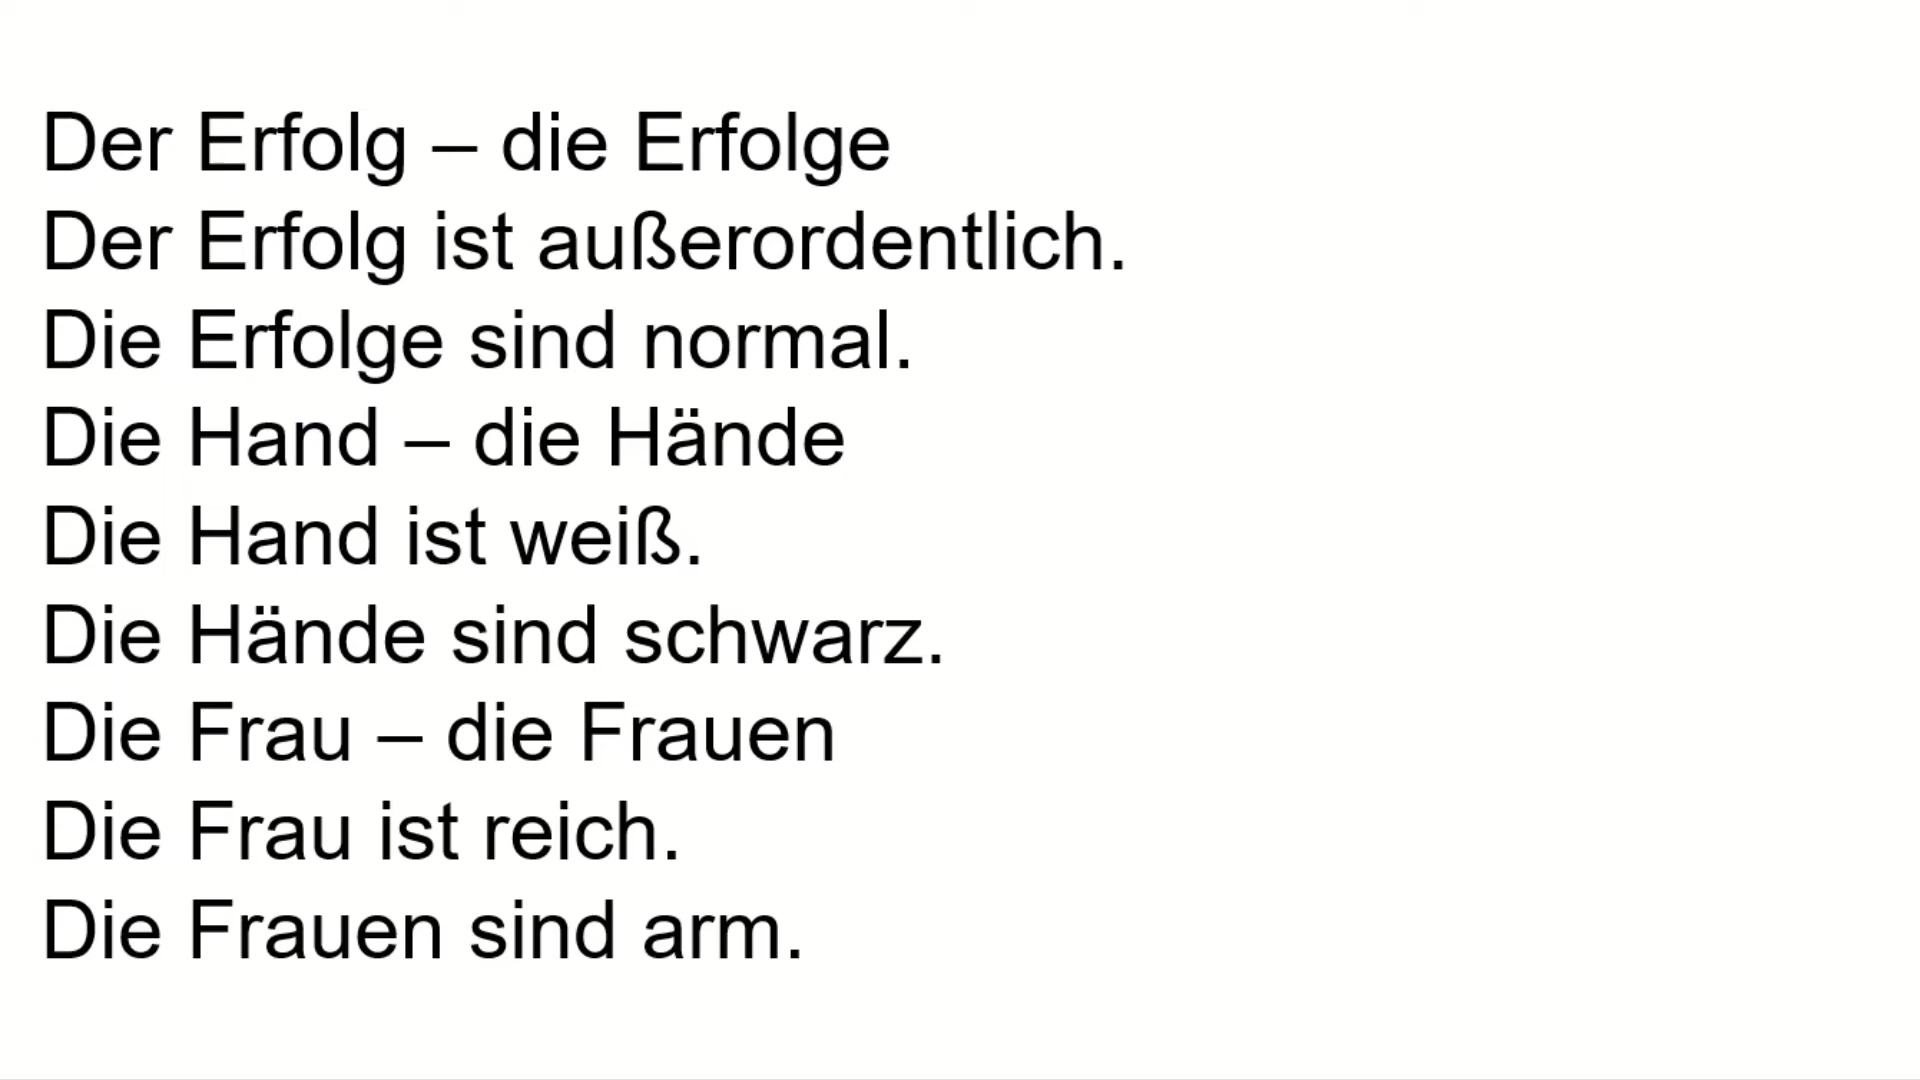 Der Erfolg – die Erfolge
Der Erfolg ist außerordentlich.
Die Erfolge sind normal.
Die Hand – die Hände
Die Hand ist weiß.
Die Hände sind schwarz.
Die Frau – die Frauen
Die Frau ist reich.
Die Frauen sind arm.